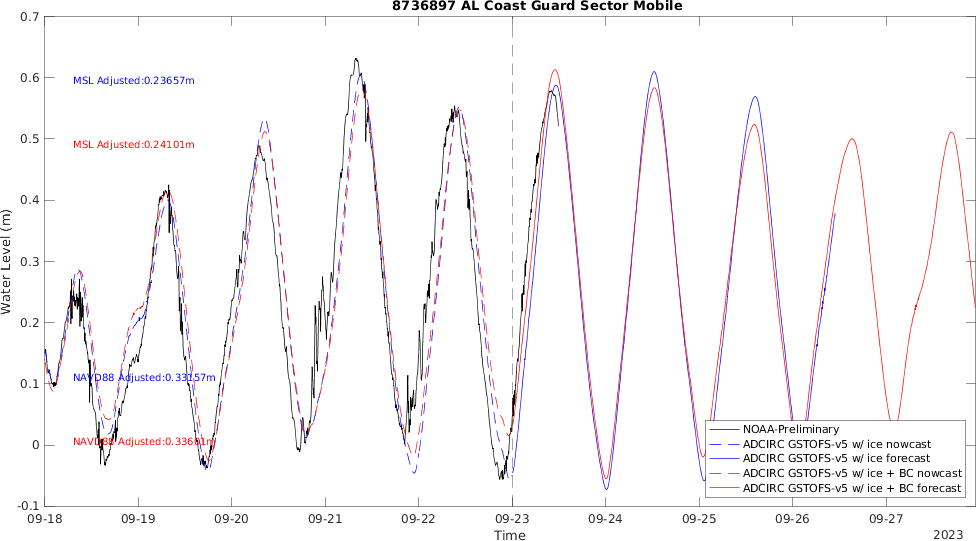 8736897 AL Coast Guard Sector Mobile
0.7
0.6
0.5
0.4
0.3
0.2
0.1
0
-0.1
Water Level (m)
MSL Adjusted:0.23657m
MSL Adjusted:0.24101m
NAVD88 Adjusted:0.33157m
NAVD88 Adjusted:0.33601m
NOAA-Preliminary
ADCIRC GSTOFS-v5 w/ ice nowcast
ADCIRC GSTOFS-v5 w/ ice forecast
ADCIRC GSTOFS-v5 w/ ice + BC nowcast
ADCIRC GSTOFS-v5 w/ ice + BC forecast
09-18 09-19 09-20 09-21 09-22 09-23 09-24 09-25 09-26 09-27
Time
2023